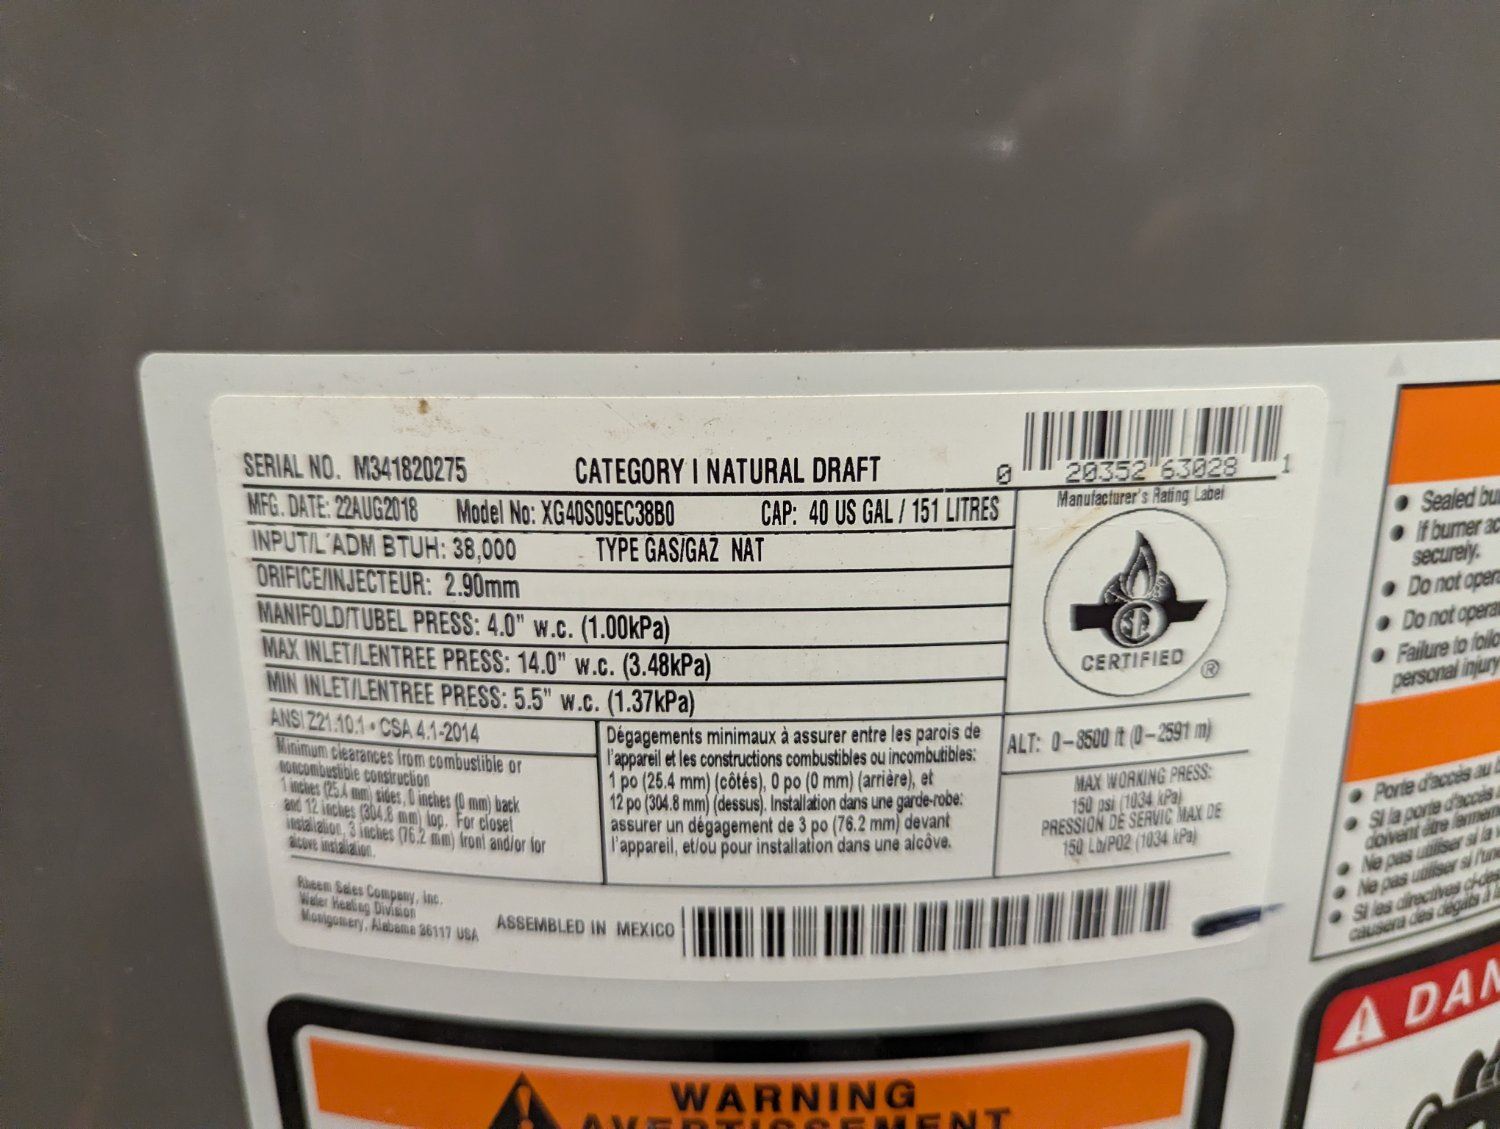 SERIAL NO. M341820275 CATEGORY I NATURAL DRAFT
0 20352 63028 1
MFG. DATE: 22AUG2018 Model No: XG40S09EC38B0 CAP: 40 US GAL / 151 LITRES
Manufacturer's Rating Label
INPUT/L'ADM BTUH: 38,000 TYPE GAS/GAZ NAT
ORIFICE/INJECTEUR: 2.90mm
MANIFOLD/TUBEL PRESS: 4.0" w.c. (1.00kPa)
MAX INLET/LENTREE PRESS: 14.0" w.c. (3.48kPa)
MIN INLET/LENTREE PRESS: 5.5" w.c. (1.37kPa)
CERTIFIED ®
ANSI Z21.10.1 • CSA 4.1-2014
Minimum clearances from combustible or
noncombustible construction
1 inches (25.4 mm) sides, 0 inches (0 mm) back
and 12 inches (304.8 mm) top. For closet
installation, 3 inches (76.2 mm) front and/or for
alcove installation.
Dégagements minimaux à assurer entre les parois de
l'appareil et les constructions combustibles ou incombutibles:
1 po (25.4 mm) (côtés), 0 po (0 mm) (arrière), et
12 po (304.8 mm) (dessus). Installation dans une garde-robe:
assurer un dégagement de 3 po (76.2 mm) devant
l'appareil, et/ou pour installation dans une alcôve.
ALT: 0-8500 ft (0-2591 m)
MAX WORKING PRESS:
150 psi (1034 kPa)
PRESSION DE SERVIC MAX DE
150 Lb/PO2 (1034 kPa)
Rheem Sales Company, Inc.
Water Heating Division
Montgomery, Alabama 36117 USA
ASSEMBLED IN MEXICO
WARNING
AVERTISSEMENT
• Sealed bu
• If burner ac
securely.
• Do not opera
• Do not opera
• Failure to follo
personal injury
• Porte d'accès au b
• Si la porte d'accès
doivent être fermem
• Ne pas utiliser si la
• Ne pas utiliser si l'un
• Si les directives ci-des
causera des dégâts à l
DAN